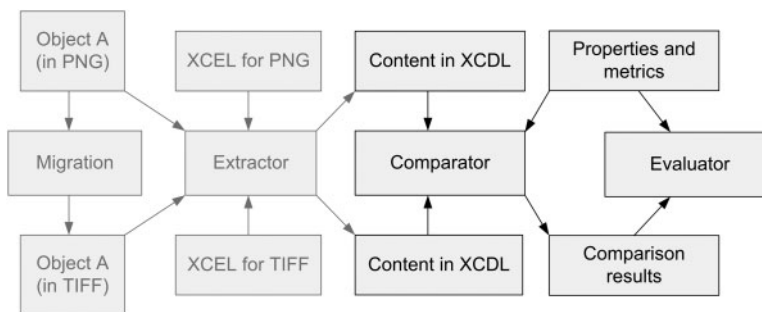 Object A
(in PNG)
XCEL for PNG
Content in XCDL
Properties and
metrics
Migration
Extractor
Comparator
Evaluator
Object A
(in TIFF)
XCEL for TIFF
Content in XCDL
Comparison
results